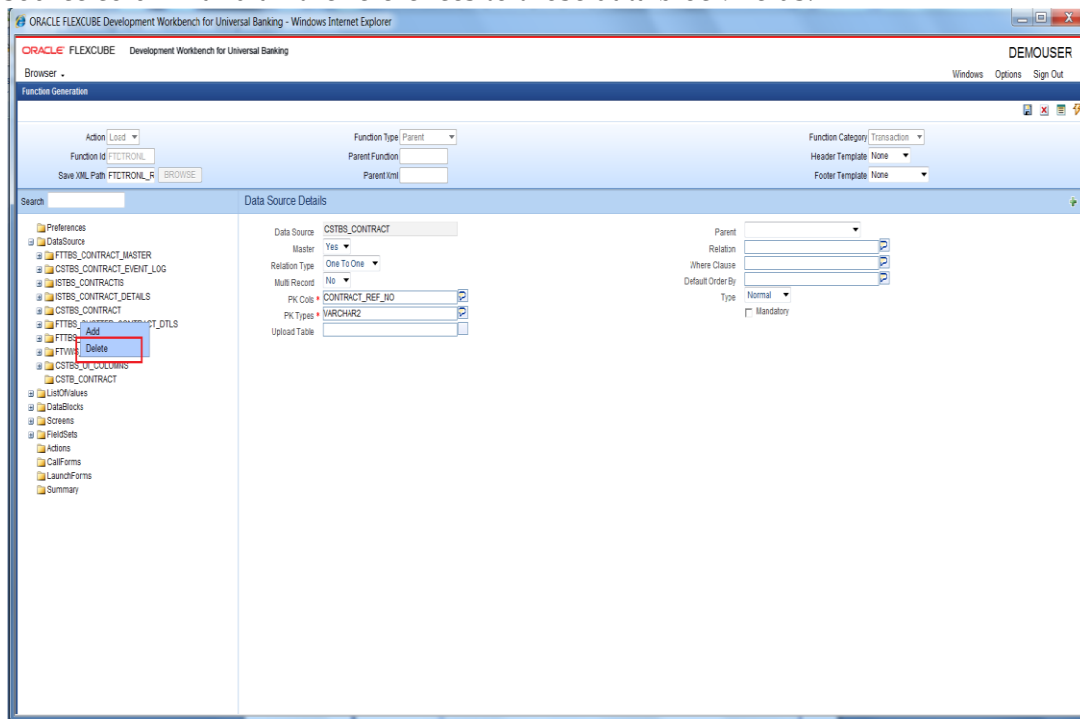 ORACLE FLEXCUBE Development Workbench for Universal Banking - Windows Internet Explorer
ORACLE FLEXCUBE Development Workbench for Universal Banking
DEMOUSER
Browser
Windows Options Sign Out
Function Generation
Action Load
Function Type Parent
Function Category Transaction
Function Id FTCTRONL
Parent Function
Header Template None
Save XML Path FTCTRONL_R BROWSE
Parent Xml
Footer Template None
Search
Data Source Details
Preferences
DataSource
FTTBS_CONTRACT_MASTER
CSTBS_CONTRACT_EVENT_LOG
ISTBS_CONTRACTIS
ISTBS_CONTRACT_DETAILS
CSTBS_CONTRACT
CT_DTLS
FTTBS
Add
Delete
CSTBS_UI_COLUMNS
CSTB_CONTRACT
ListOfValues
DataBlocks
Screens
FieldSets
Actions
CallForms
LaunchForms
Summary
Data Source CSTBS_CONTRACT
Parent
Master Yes
Relation
Relation Type One To One
Where Clause
Multi Record No
Default Order By
PK Cols * CONTRACT_REF_NO
Type Normal
PK Types * VARCHAR2
Mandatory
Upload Table